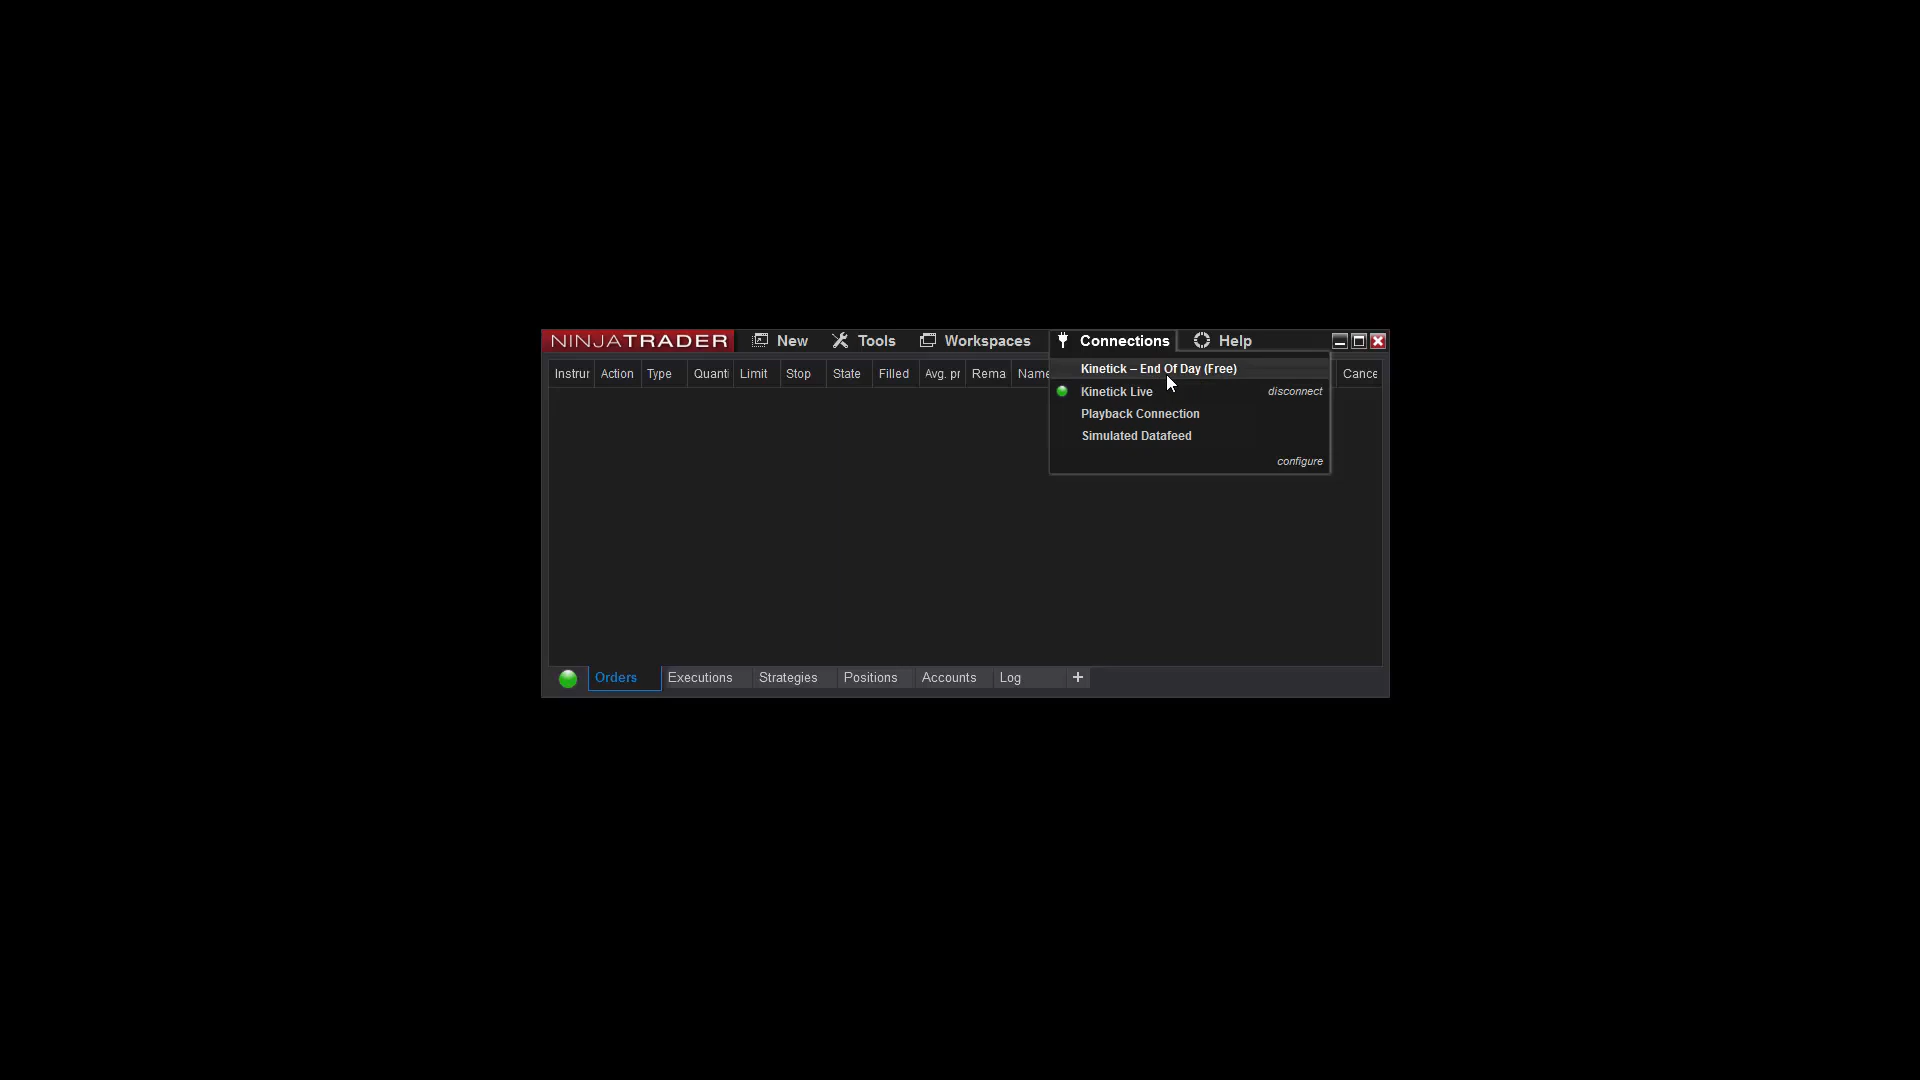 NINJATRADER New Tools Workspaces Connections Help
Instrur Action Type Quanti Limit Stop State Filled Avg. pr Rema Name Cance
Kinetick – End Of Day (Free)
Kinetick Live disconnect
Playback Connection
Simulated Datafeed
configure
Orders Executions Strategies Positions Accounts Log +